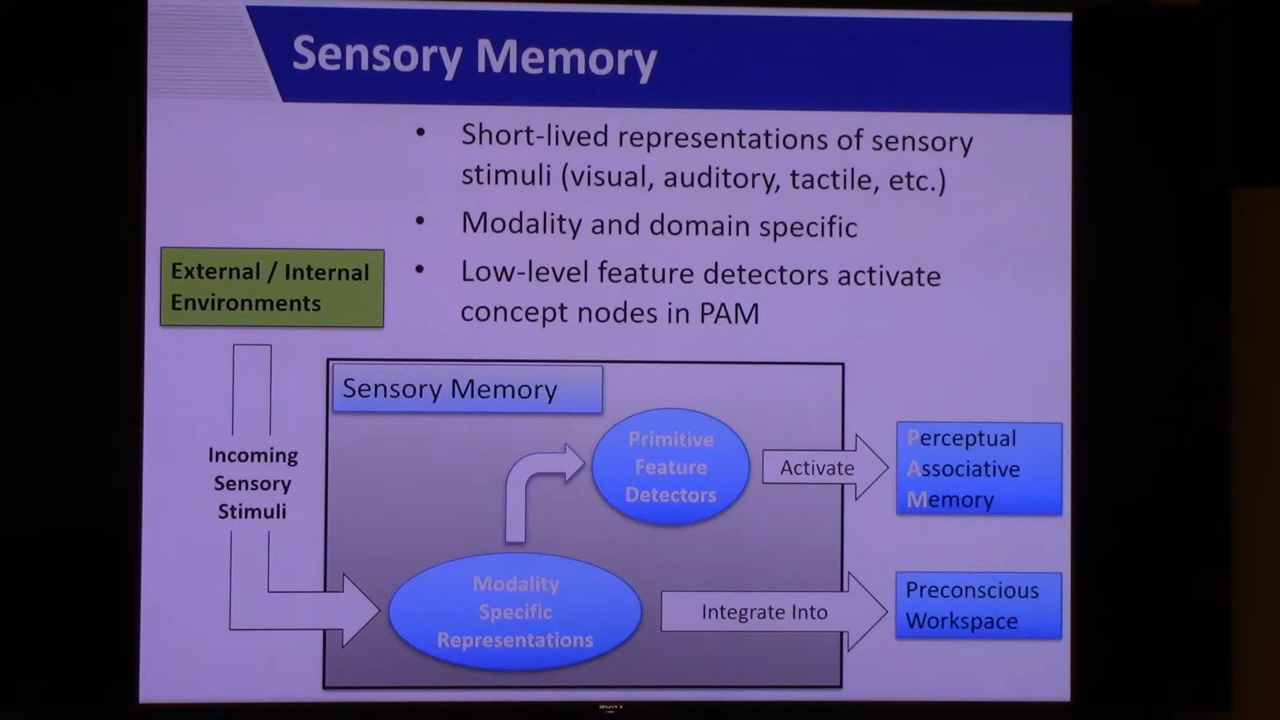 Sensory Memory
• Short-lived representations of sensory
stimuli (visual, auditory, tactile, etc.)
• Modality and domain specific
• Low-level feature detectors activate
concept nodes in PAM
External / Internal
Environments
Sensory Memory
Incoming
Sensory
Stimuli
Primitive
Feature
Detectors
Activate
Perceptual
Associative
Memory
Modality
Specific
Representations
Integrate Into
Preconscious
Workspace
SONY